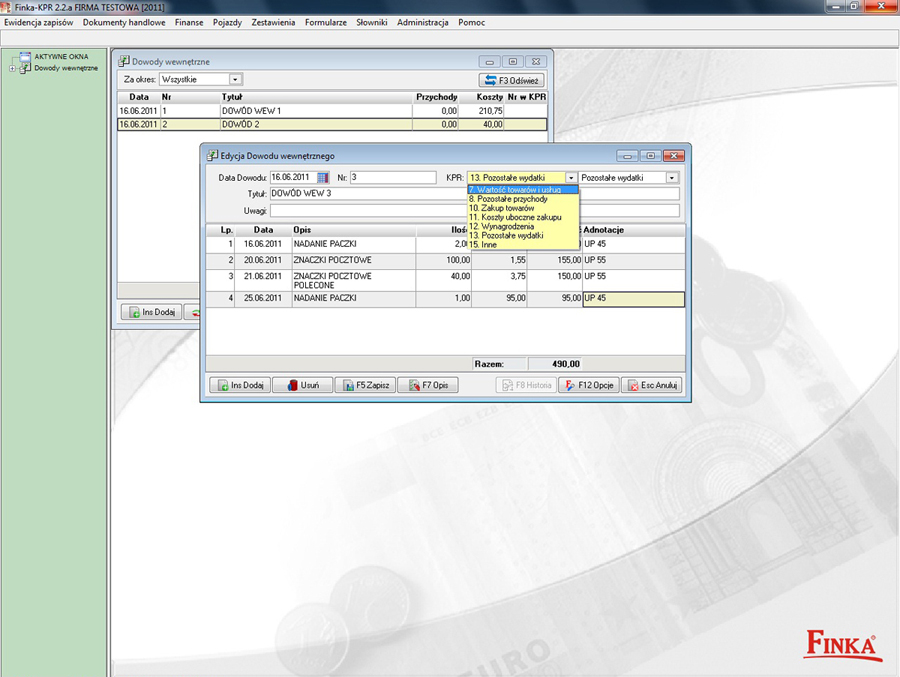 Finka-KPR 2.2.a FIRMA TESTOWA [2011]
Ewidencja zapisów Dokumenty handlowe Finanse Pojazdy Zestawienia Formularze Słowniki Administracja Pomoc
AKTYWNE OKNA
Dowody wewnętrzne
Dowody wewnętrzne
Za okres: Wszystkie F3 Odśwież
Data Nr Tytuł Przychody Koszty Nr w KPR
16.06.2011 1 DOWÓD WEW 1 0,00 210,75
16.06.2011 2 DOWÓD 2 0,00 40,00
Ins Dodaj
Edycja Dowodu wewnętrznego
Data Dowodu: 16.06.2011 Nr: 3 KPR: 13. Pozostałe wydatki Pozostałe wydatki
Tytuł: DOWÓD WEW 3
Uwagi:
7. Wartość towarów i usług
8. Pozostałe przychody
10. Zakup towarów
11. Koszty uboczne zakupu
12. Wynagrodzenia
13. Pozostałe wydatki
15. Inne
Lp. Data Opis Adnotacje
1 16.06.2011 NADANIE PACZKI UP 45
2 20.06.2011 ZNACZKI POCZTOWE 100,00 1,55 155,00 UP 55
3 21.06.2011 ZNACZKI POCZTOWE 40,00 3,75 150,00 UP 55
POLECONE
4 25.06.2011 NADANIE PACZKI 1,00 95,00 95,00 UP 45
Razem: 490,00
Ins Dodaj Usuń F5 Zapisz F7 Opis F8 Historia F12 Opcje Esc Anuluj
BCE ECB EZB
EURO
FINKA®